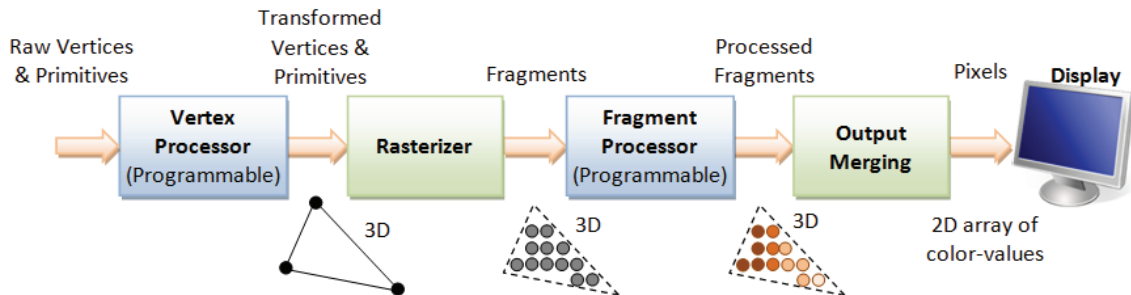 Raw Vertices
& Primitives
Transformed
Vertices &
Primitives
Fragments
Processed
Fragments
Pixels
Display
Vertex
Processor
(Programmable)
Rasterizer
Fragment
Processor
(Programmable)
Output
Merging
3D
3D
3D
2D array of
color-values